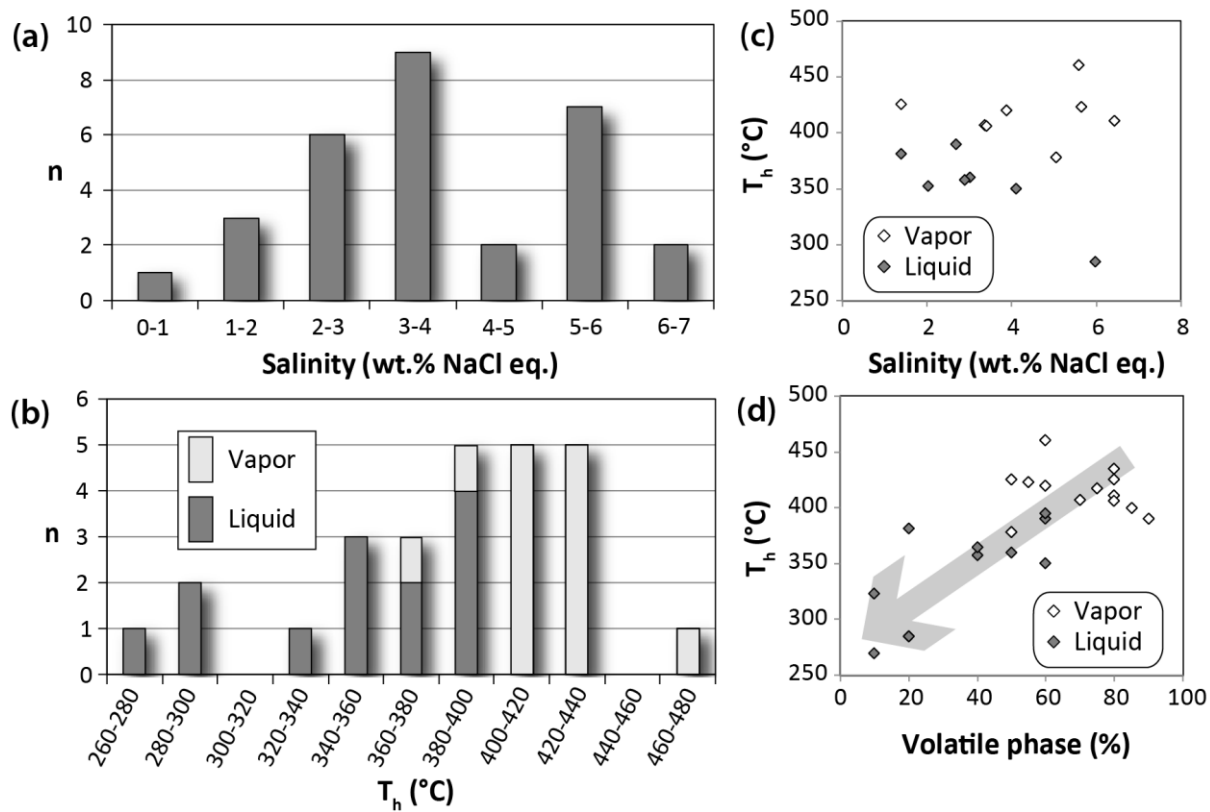 (a)
10
8
6
n
4
2
0
0-1 1-2 2-3 3-4 4-5 5-6 6-7
Salinity (wt.% NaCl eq.)
(b)
6
5
4
3
n
2
1
0
Vapor
Liquid
260-280 280-300 300-320 320-340 340-360 360-380 380-400 400-420 420-440 440-460 460-480
Th (°C)
(c)
500
450
400
Th (°C)
350
300
250
Vapor
Liquid
0 2 4 6 8
Salinity (wt.% NaCl eq.)
(d)
500
450
400
Th (°C)
350
300
250
Vapor
Liquid
0 20 40 60 80 100
Volatile phase (%)